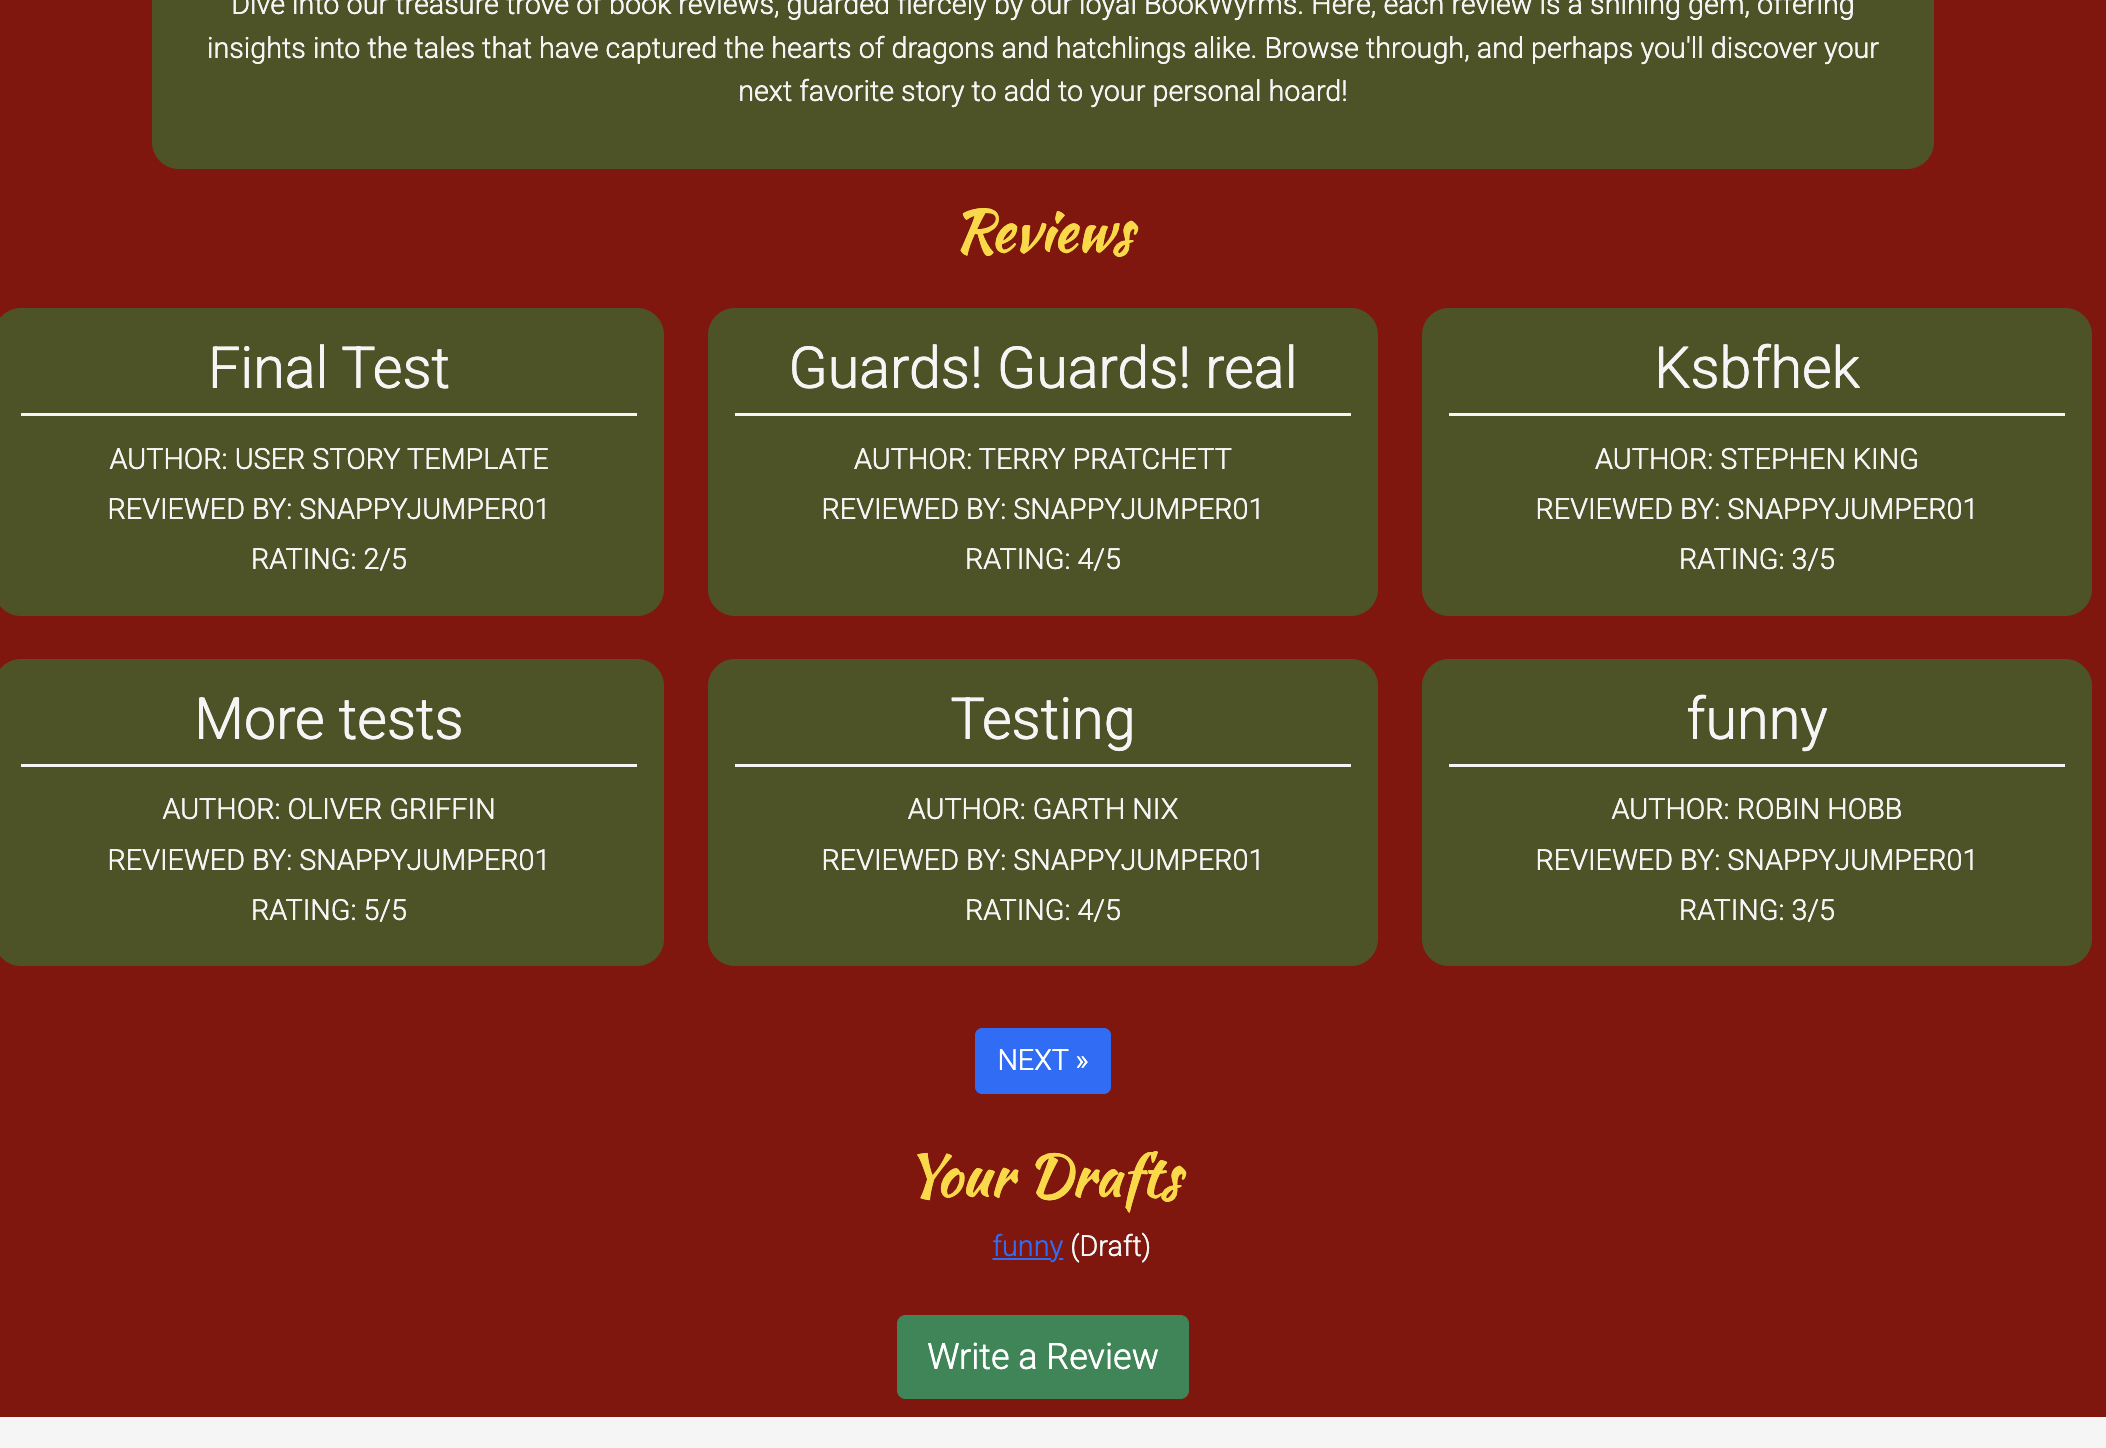 Dive into our treasure trove of book reviews, guarded fiercely by our loyal BookWyrms. Here, each review is a shining gem, offering
insights into the tales that have captured the hearts of dragons and hatchlings alike. Browse through, and perhaps you'll discover your
next favorite story to add to your personal hoard!
Reviews
Final Test
AUTHOR: USER STORY TEMPLATE
REVIEWED BY: SNAPPYJUMPER01
RATING: 2/5
Guards! Guards! real
AUTHOR: TERRY PRATCHETT
REVIEWED BY: SNAPPYJUMPER01
RATING: 4/5
Ksbfhek
AUTHOR: STEPHEN KING
REVIEWED BY: SNAPPYJUMPER01
RATING: 3/5
More tests
AUTHOR: OLIVER GRIFFIN
REVIEWED BY: SNAPPYJUMPER01
RATING: 5/5
Testing
AUTHOR: GARTH NIX
REVIEWED BY: SNAPPYJUMPER01
RATING: 4/5
funny
AUTHOR: ROBIN HOBB
REVIEWED BY: SNAPPYJUMPER01
RATING: 3/5
NEXT »
Your Drafts
funny (Draft)
Write a Review